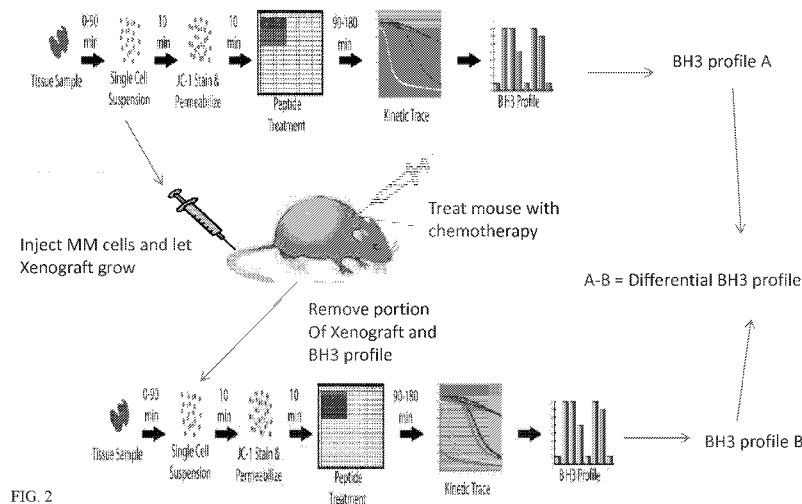 0-90
min
10
min
10
min
90-180
min
Tissue Sample
Single Cell
Suspension
JC-1 Stain &
Permeabilize
Peptide
Treatment
Kinetic Trace
BH3 Profile
BH3 profile A
Inject MM cells and let
Xenograft grow
Treat mouse with
chemotherapy
A-B = Differential BH3 profile
Remove portion
Of Xenograft and
BH3 profile
0-90
min
10
min
10
min
90-180
min
Tissue Sample
Single Cell
Suspension
JC-1 Stain &
Permeabilize
Peptide
Treatment
Kinetic Trace
BH3 Profile
BH3 profile B
FIG. 2